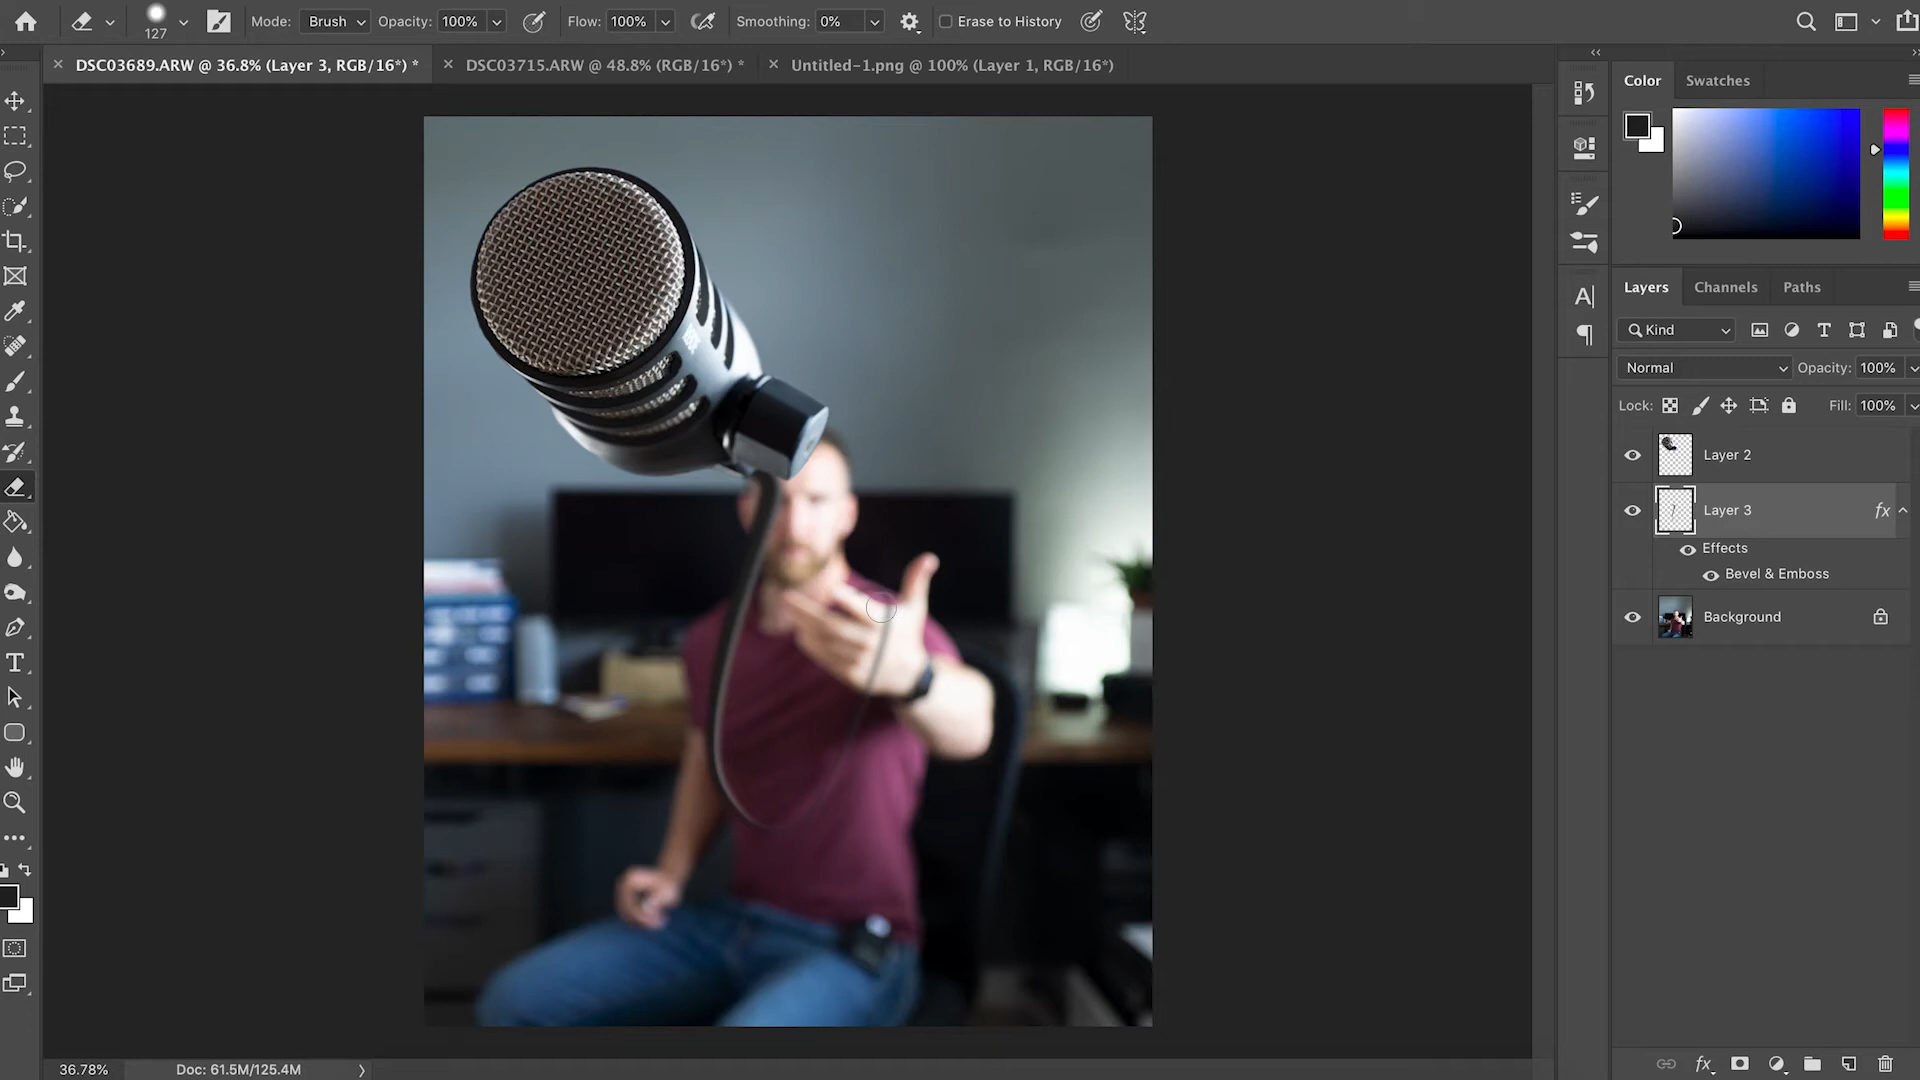 127
Mode: Brush Opacity: 100% Flow: 100% Smoothing: 0% Erase to History
DSC03689.ARW @ 36.8% (Layer 3, RGB/16*) * DSC03715.ARW @ 48.8% (RGB/16*) * Untitled-1.png @ 100% (Layer 1, RGB/16*)
Color Swatches
Layers Channels Paths
Kind
Normal Opacity: 100%
Lock: Fill: 100%
Layer 2
Layer 3 fx
Effects
Bevel & Emboss
Background
36.78% Doc: 61.5M/125.4M
fx